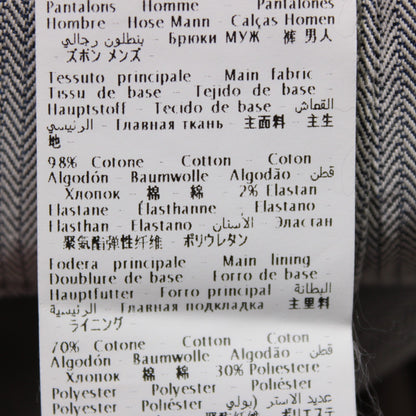 Pantalons Homme Pantalones
Hombre - Hose Mann - Calças Homen
بنطلون رجالي - Брюки МУЖ - 裤 男人
- ズボン メンズ -
Tessuto principale - Main fabric
Tissu de base - Tejido de base -
Hauptstoff - Tecido de base - القماش
الرئيسي - Главная ткань - 主面料 - 主生
地 -
98% Cotone - Cotton - Coton
Algodón - Baumwolle - Algodão - قطن
- Хлопок - 棉 - 綿 2% Elastan
Elastane - Élasthanne - Elastano
Elasthan - Elastano - الأستان - Эластан
- 聚氨酯弹性纤维 - ポリウレタン
Fodera principale - Main lining
Doublure de base - Forro de base -
Hauptfutter - Forro principal - البطانة
الرئيسية - Главная подкладка - 主里料
- ライニング
70% Cotone - Cotton - Coton
Algodón - Baumwolle - Algodão - قطن
- Хлопок 棉 - 綿 30% Poliestere
Polyester - Polyester - Poliéster
Polyester Poliéster - عديد الاستر (بولي